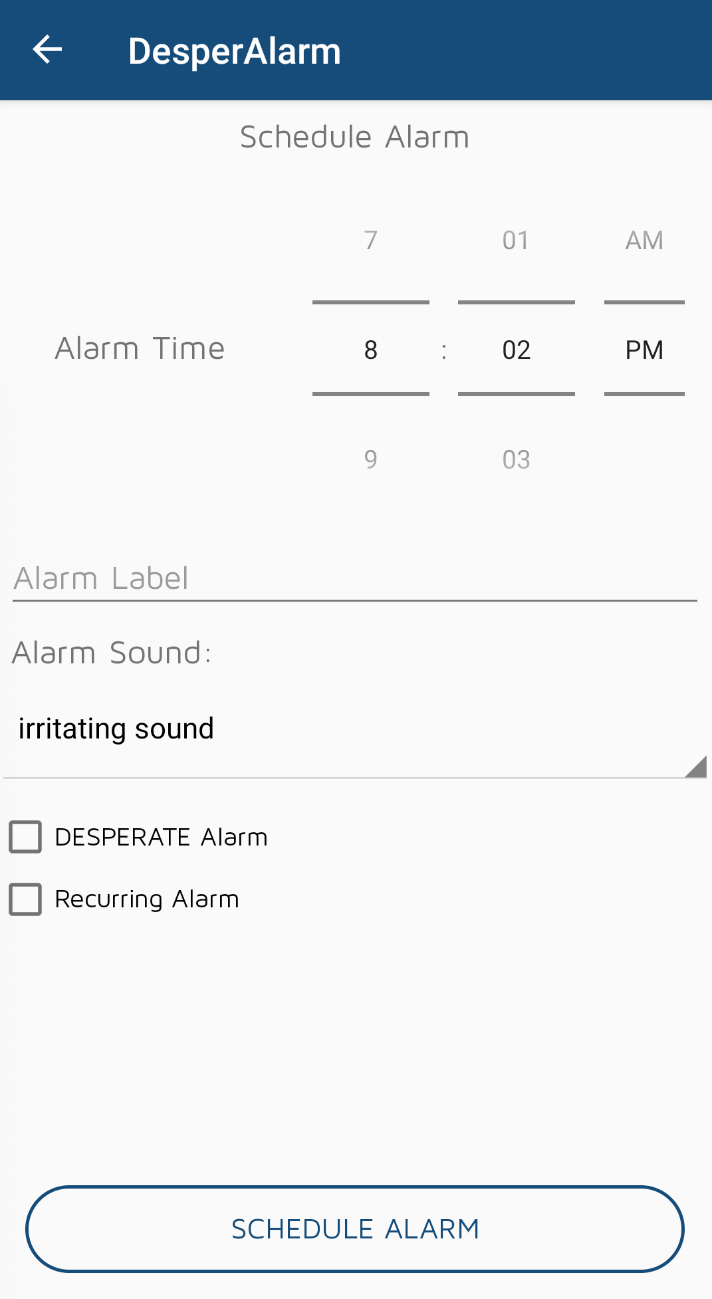 DesperAlarm
Schedule Alarm
7 01 AM
Alarm Time 8 : 02 PM
9 03
Alarm Label
Alarm Sound:
irritating sound
DESPERATE Alarm
Recurring Alarm
SCHEDULE ALARM